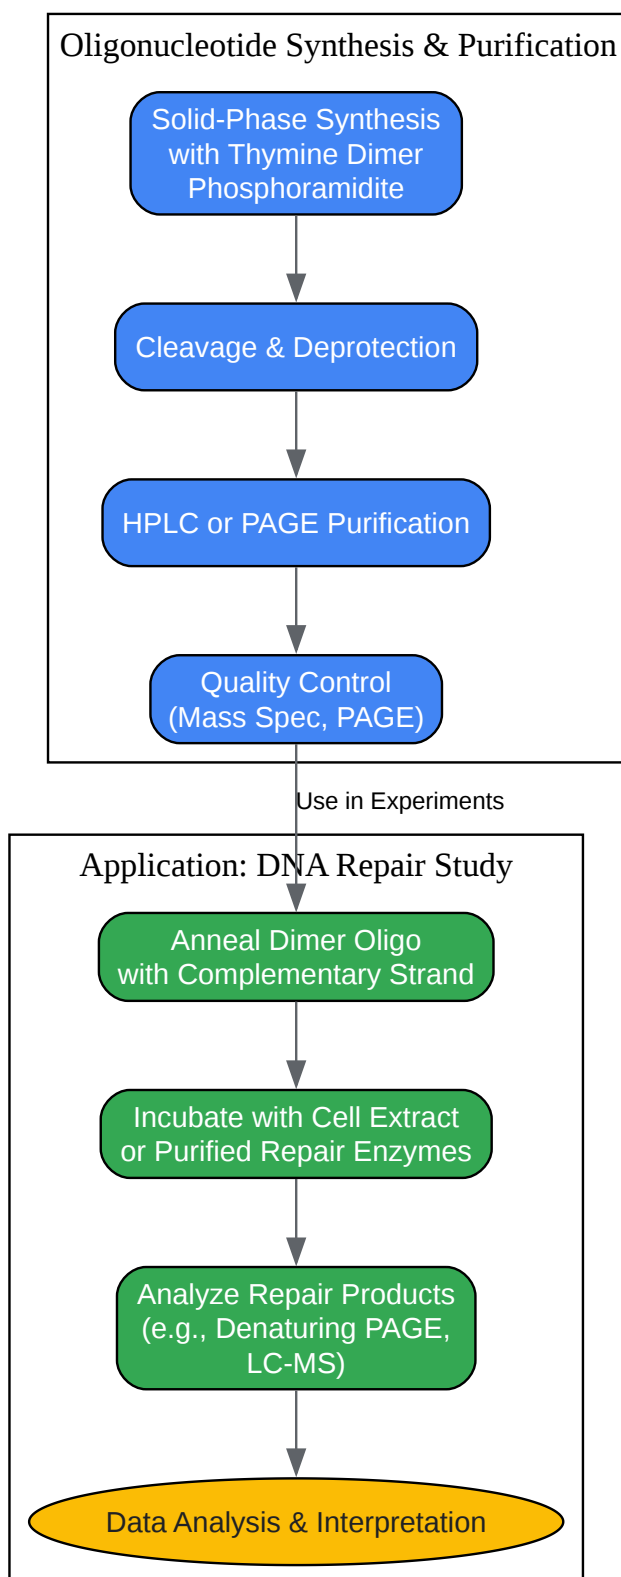 Oligonucleotide Synthesis & Purification
Solid-Phase Synthesis
with Thymine Dimer
Phosphoramidite
Cleavage & Deprotection
HPLC or PAGE Purification
Quality Control
(Mass Spec, PAGE)
Use in Experiments
Application: DNA Repair Study
Anneal Dimer Oligo
with Complementary Strand
Incubate with Cell Extract
or Purified Repair Enzymes
Analyze Repair Products
(e.g., Denaturing PAGE,
LC-MS)
Data Analysis & Interpretation